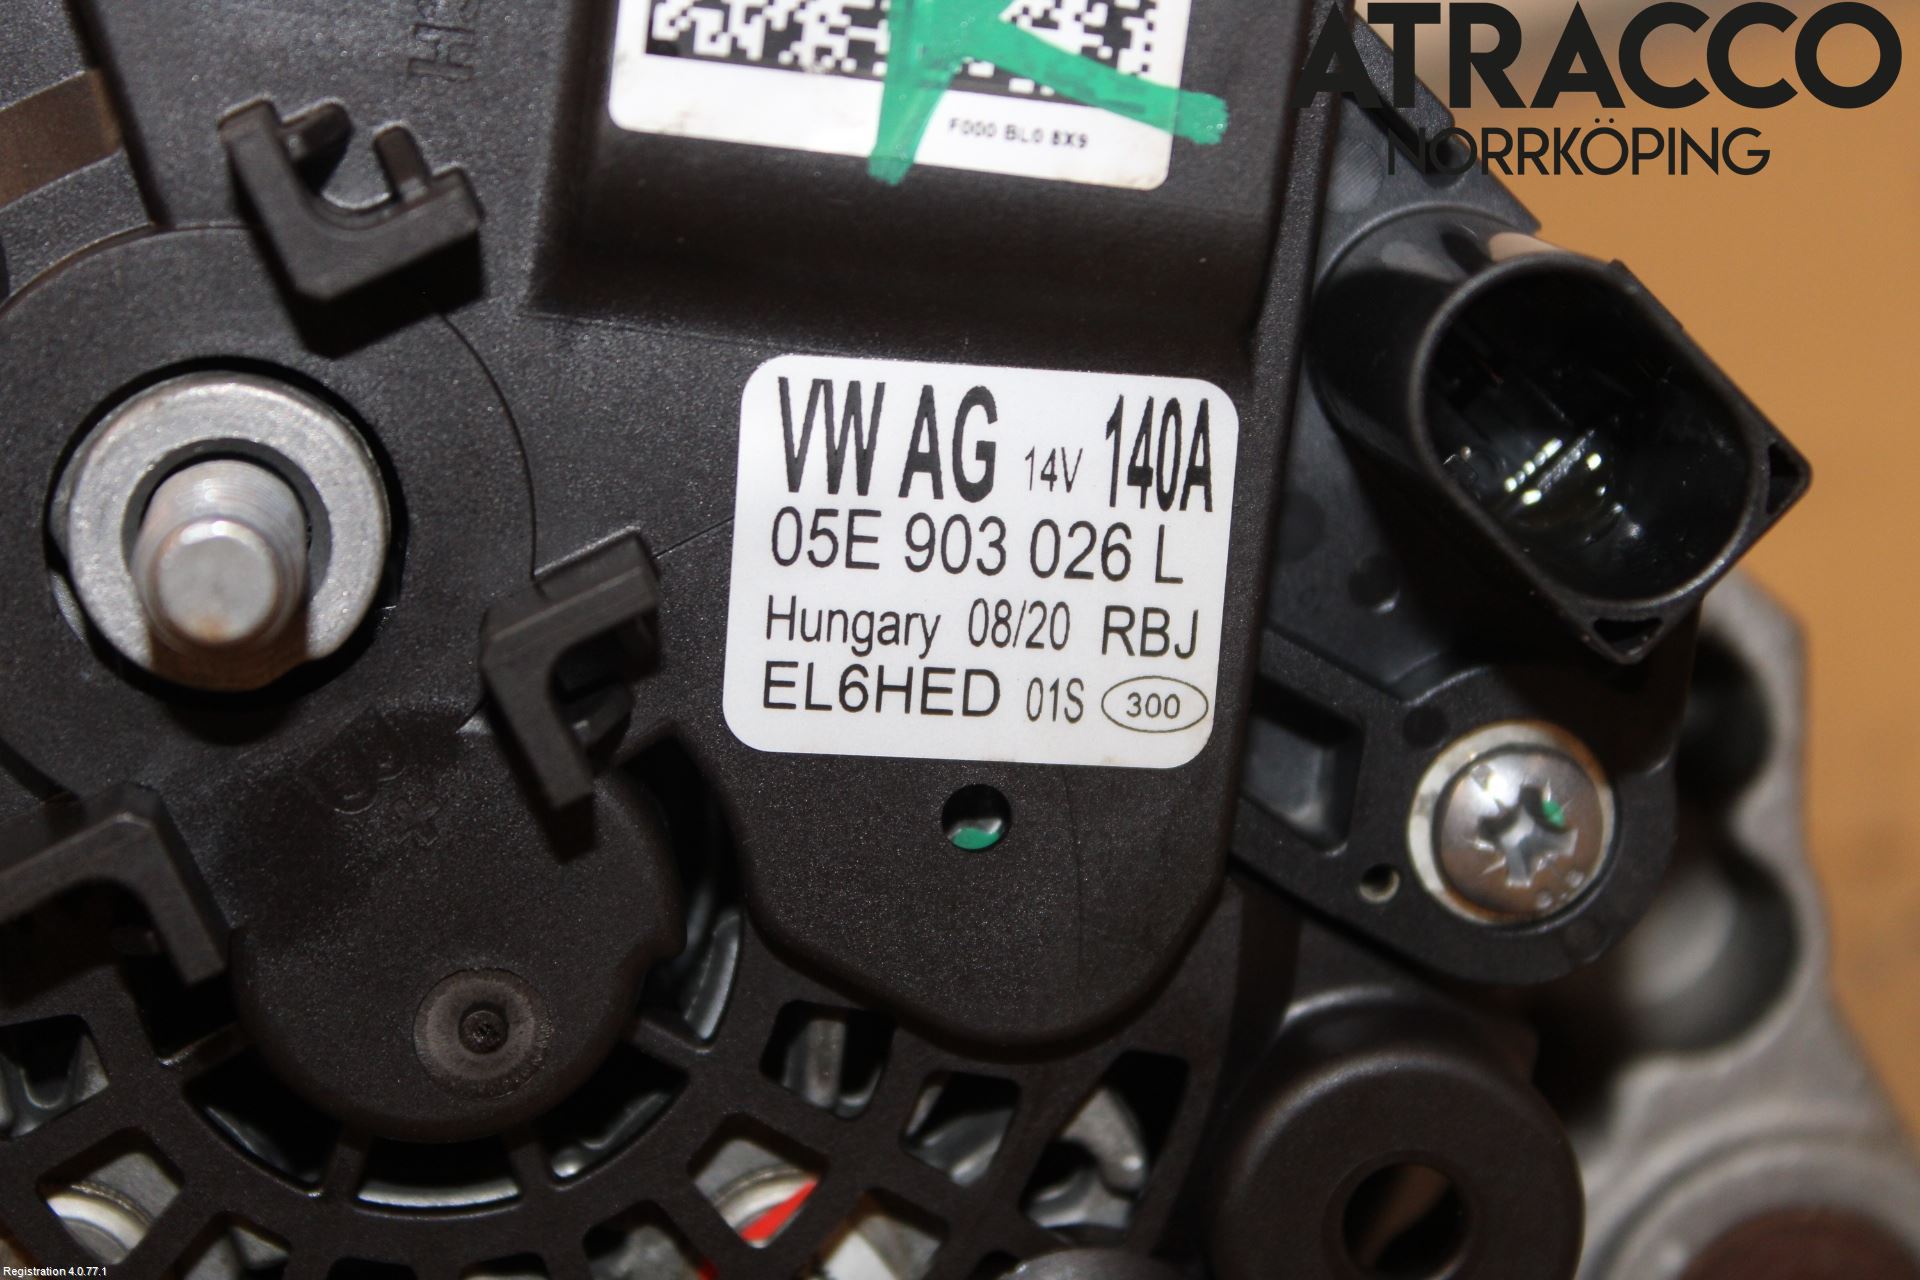 ATRACCO
NORRKÖPING
F000 BL0 8X9
VW AG 14V 140A
05E 903 026 L
Hungary 08/20 RBJ
EL6HED 01S 300
Registration 4.0.77.1